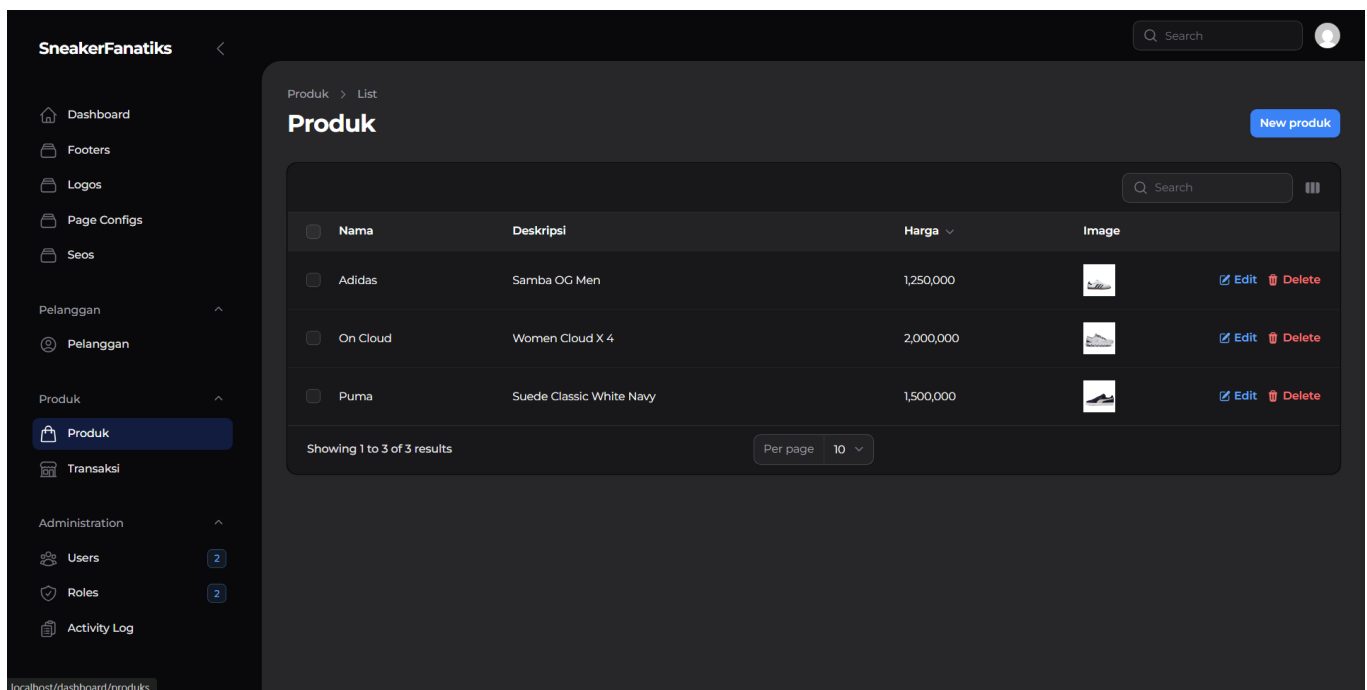 SneakerFanatiks
Search
Dashboard
Footers
Logos
Page Configs
Seos
Pelanggan
Pelanggan
Produk
Produk
Transaksi
Administration
Users 2
Roles 2
Activity Log
localhost/dashboard/produks
Produk > List
Produk
New produk
Search
Nama Deskripsi Harga Image
Adidas Samba OG Men 1,250,000 Edit Delete
On Cloud Women Cloud X 4 2,000,000 Edit Delete
Puma Suede Classic White Navy 1,500,000 Edit Delete
Showing 1 to 3 of 3 results Per page 10